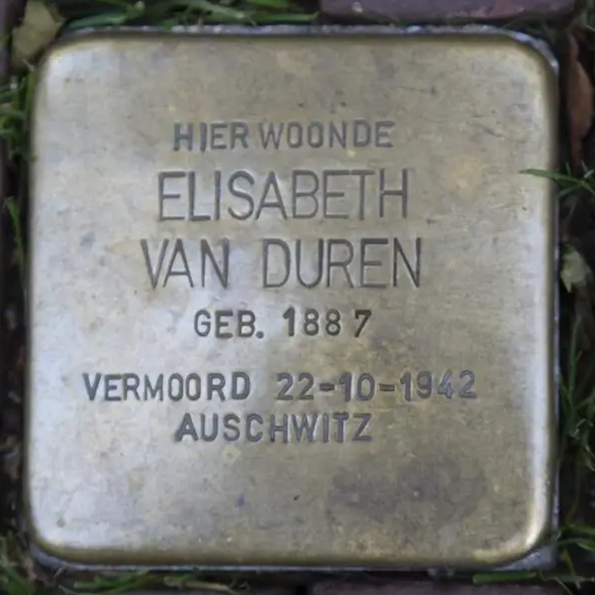 HIER WOONDE
ELISABETH
VAN DUREN
GEB. 1887
VERMOORD 22-10-1942
AUSCHWITZ